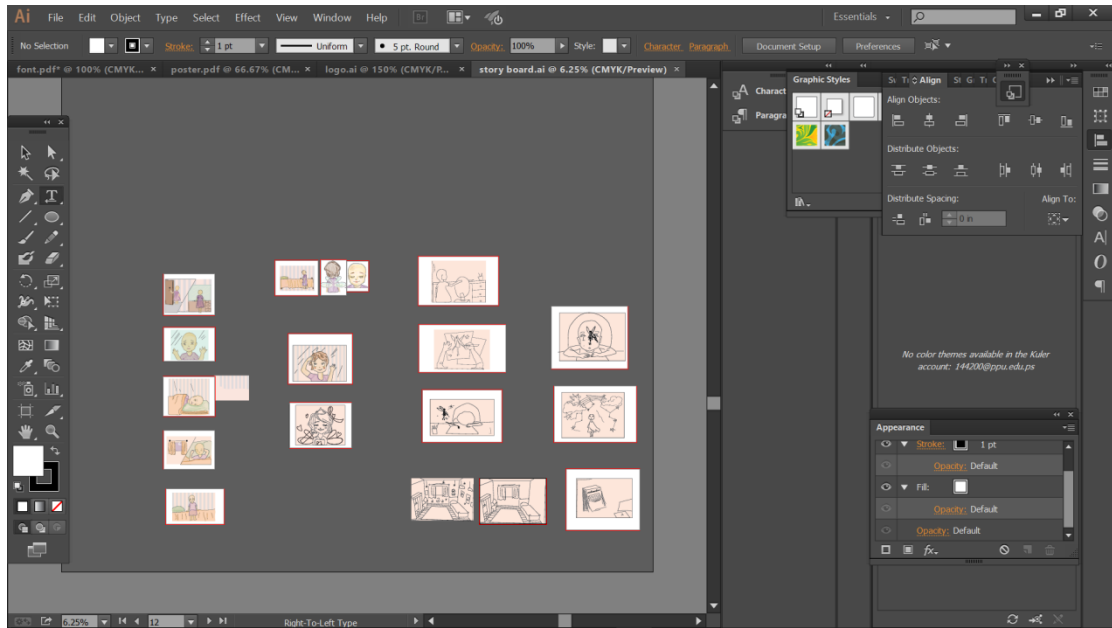 Ai File Edit Object Type Select Effect View Window Help Br Essentials
No Selection Stroke: 1 pt Uniform 5 pt. Round Opacity: 100% Style: Character Paragraph Document Setup Preferences
font.pdf* @ 100% (CMYK... × poster.pdf @ 66.67% (CM... × logo.ai @ 150% (CMYK/P... × story board.ai @ 6.25% (CMYK/Preview) ×
Charact
Paragra
Graphic Styles
Align
Align Objects:
Distribute Objects:
Distribute Spacing: Align To:
0 in
No color themes available in the Kuler
account: 144200@ppu.edu.ps
Appearance
Stroke: 1 pt
Opacity: Default
Fill:
Opacity: Default
Opacity: Default
fx
6.25% 12 Right-To-Left Type